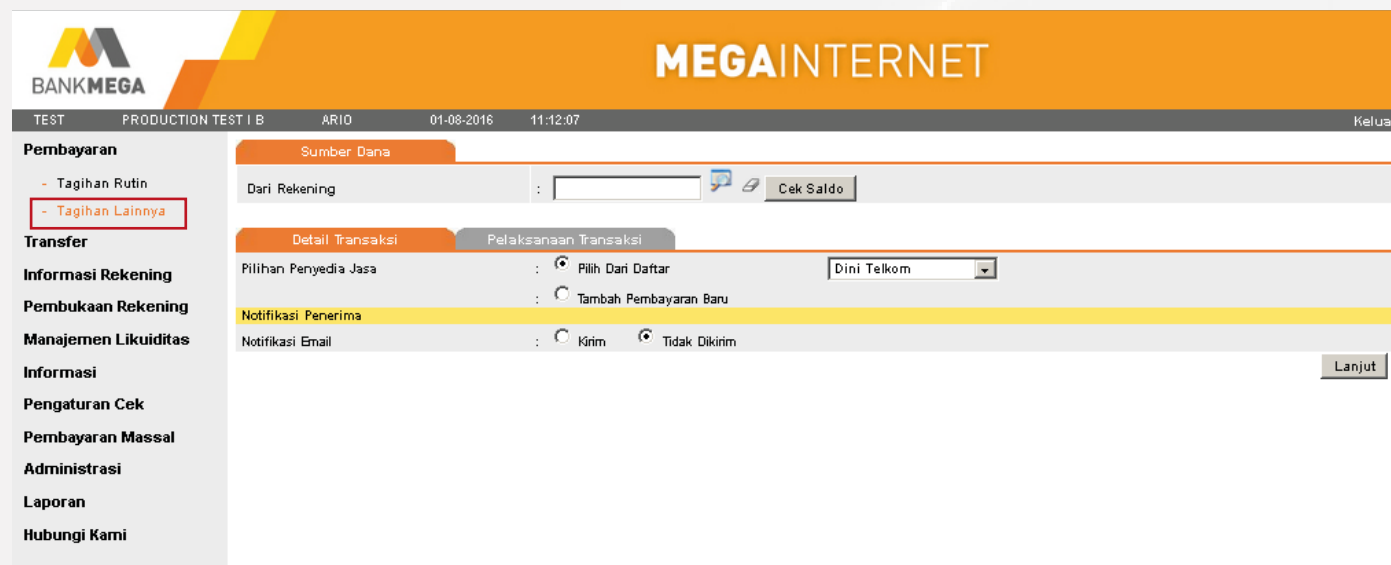 BANKMEGA
MEGAINTERNET
TEST PRODUCTION TEST I B ARIO 01-08-2016 11:12:07 Kelua
Pembayaran
- Tagihan Rutin
- Tagihan Lainnya
Transfer
Informasi Rekening
Pembukaan Rekening
Manajemen Likuiditas
Informasi
Pengaturan Cek
Pembayaran Massal
Administrasi
Laporan
Hubungi Kami
Sumber Dana
Dari Rekening : Cek Saldo
Detail Transaksi Pelaksanaan Transaksi
Pilihan Penyedia Jasa : Pilih Dari Daftar Dini Telkom
: Tambah Pembayaran Baru
Notifikasi Penerima
Notifikasi Email : Kirim Tidak Dikirim
Lanjut